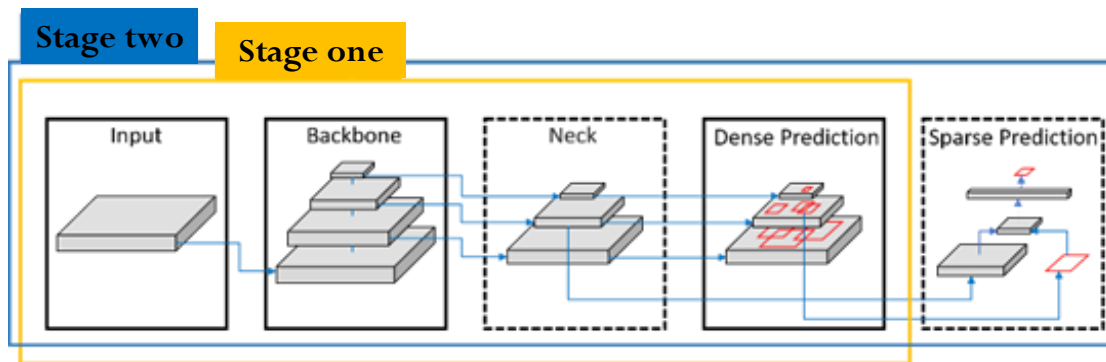 Stage two
Stage one
Input
Backbone
Neck
Dense Prediction
Sparse Prediction